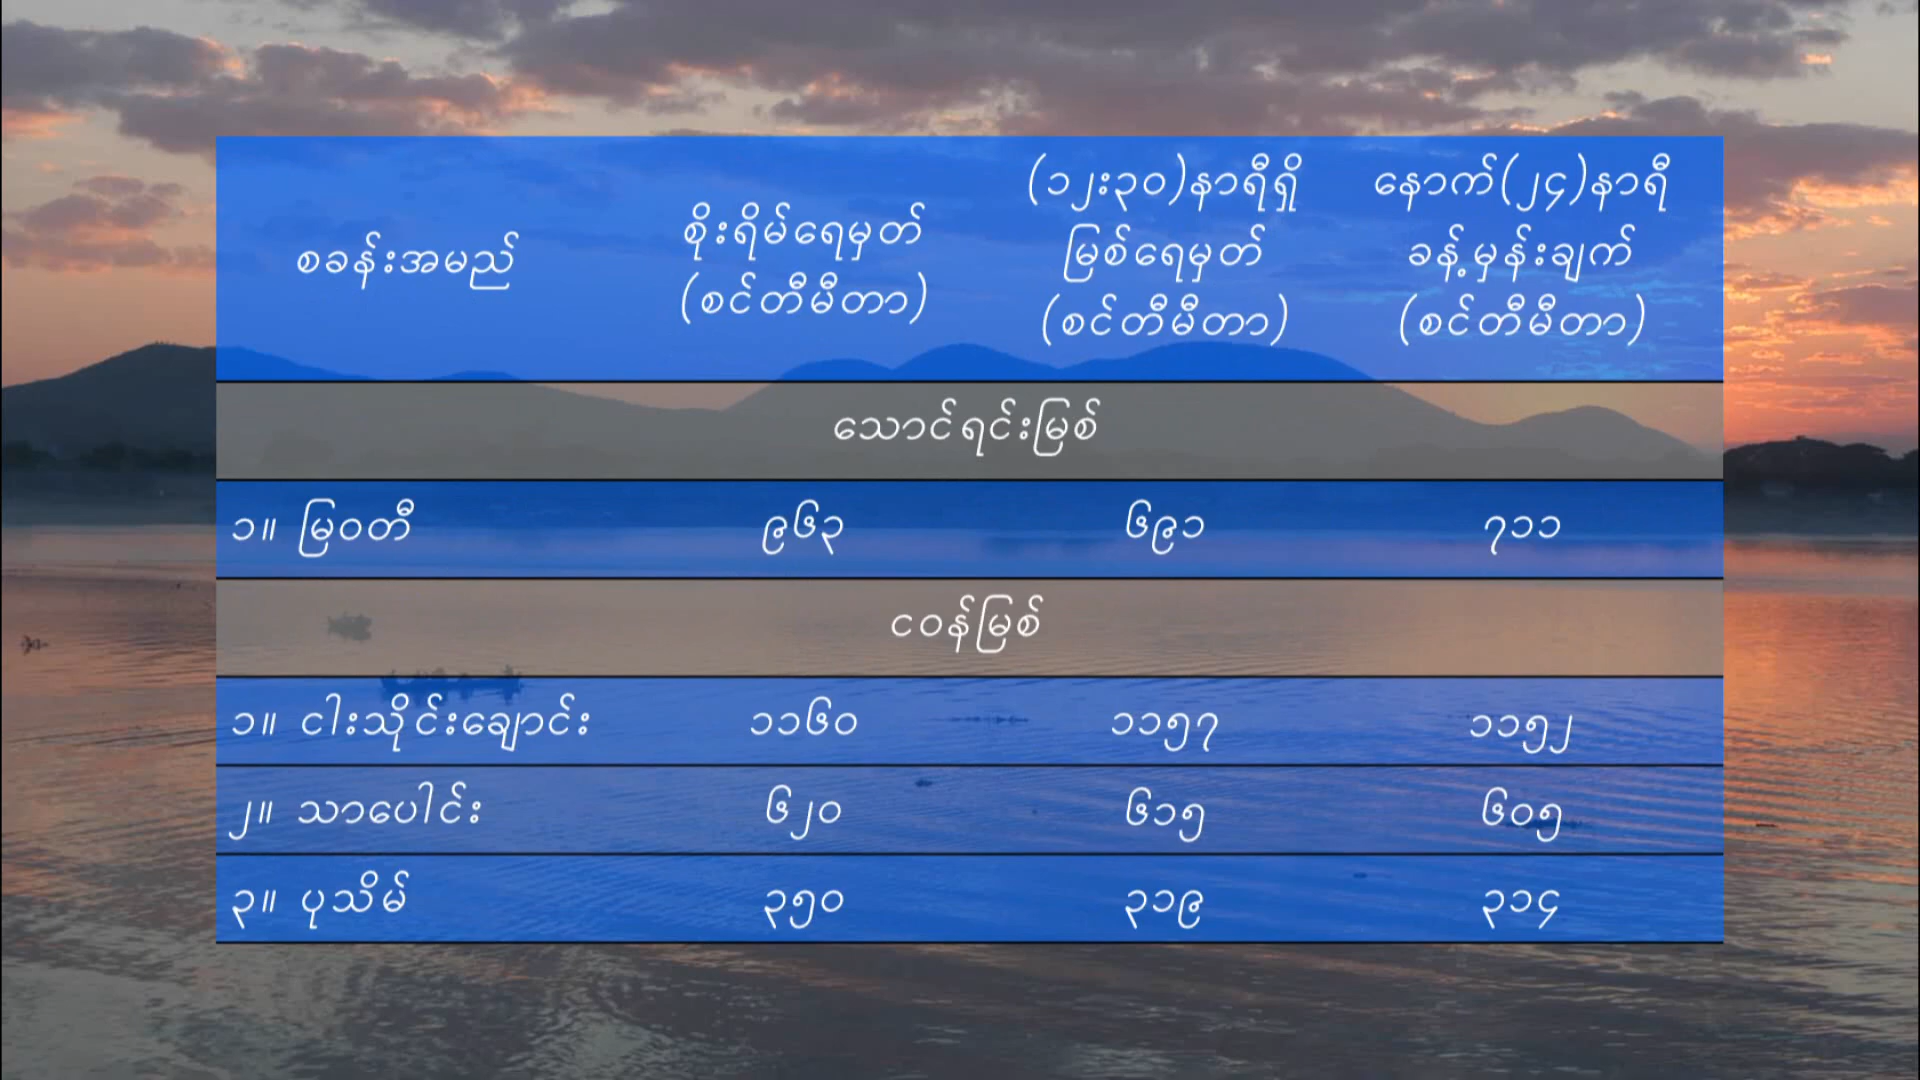 စခန်းအမည်
စိုးရိမ်ရေမှတ်
(စင်တီမီတာ)
(၁၂း၃၀)နာရီရှိ
မြစ်ရေမှတ်
(စင်တီမီတာ)
နောက်(၂၄)နာရီ
ခန့်မှန်းချက်
(စင်တီမီတာ)
သောင်ရင်းမြစ်
၁။ မြဝတီ ၉၆၃ ၆၉၁ ၇၁၁
ငဝန်မြစ်
၁။ ငါးသိုင်းချောင်း ၁၁၆၀ ၁၁၅၇ ၁၁၅၂
၂။ သာပေါင်း ၆၂၀ ၆၁၅ ၆၀၅
၃။ ပုသိမ် ၃၅၀ ၃၁၉ ၃၁၄